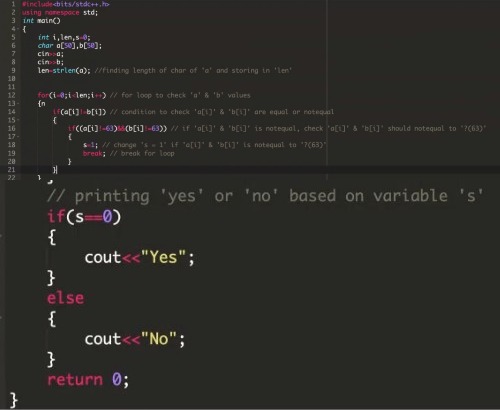 1 #include<bits/stdc++.h>
2 using namespace std;
3 int main()
4 {
5 int i,len,s=0;
6 char a[50],b[50];
7 cin>>a;
8 cin>>b;
9 len=strlen(a); //finding length of char of 'a' and storing in 'len'
10
11
12 for(i=0;i<len;i++) // for loop to check 'a' & 'b' values
13 {n
14 if(a[i]!=b[i]) // condition to check 'a[i]' & 'b[i]' are equal or notequal
15 {
16 if((a[i]!=63)&&(b[i]!=63)) // if 'a[i]' & 'b[i]' is notequal, check 'a[i]' & 'b[i]' should notequal to '?(63)'
17 {
18 s=1; // change 's = 1' if 'a[i]' & 'b[i]' is notequal to '?(63)'
19 break; // break for loop
20 }
21 }
22 } }
// printing 'yes' or 'no' based on variable 's'
if(s==0)
{
cout<<"Yes";
}
else
{
cout<<"No";
}
return 0;
}